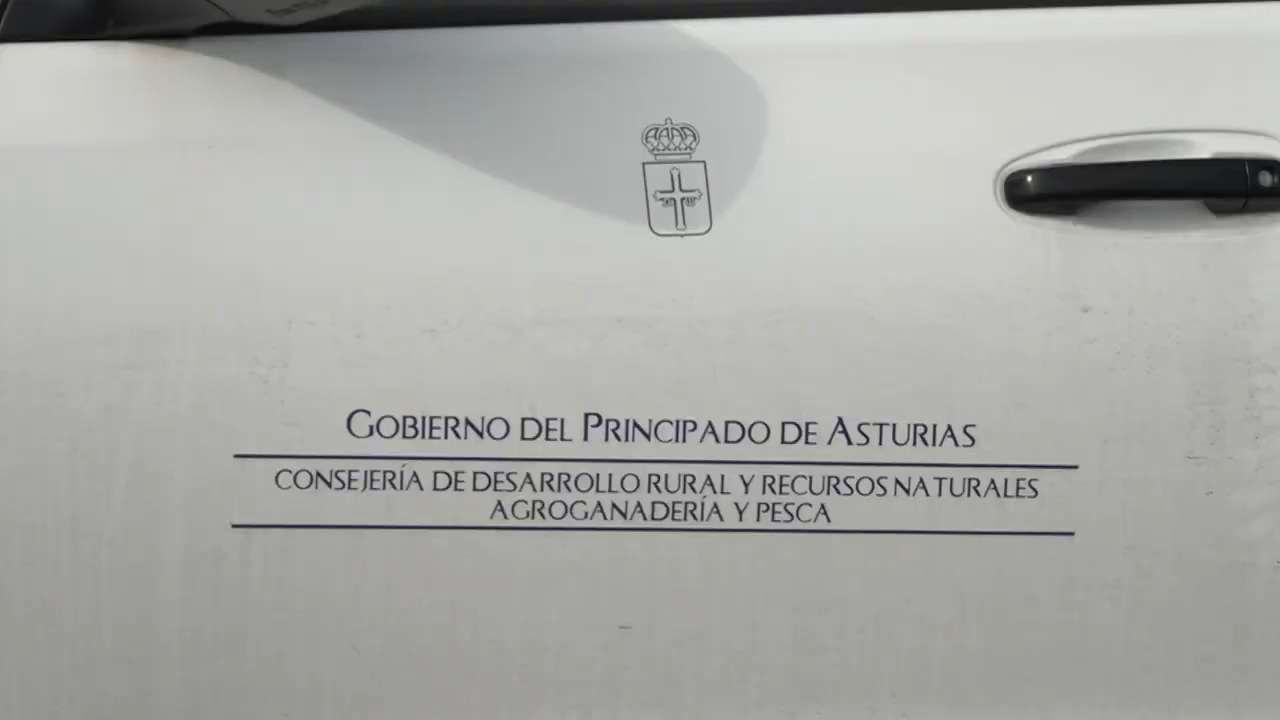 GOBIERNO DEL PRINCIPADO DE ASTURIAS
CONSEJERÍA DE DESARROLLO RURAL Y RECURSOS NATURALES
AGROGANADERÍA Y PESCA